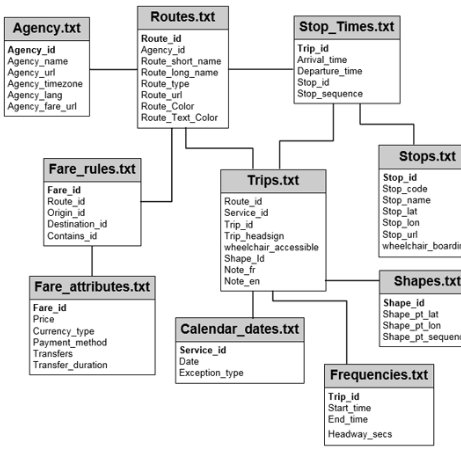 Agency.txt
Agency_id
Agency_name
Agency_url
Agency_timezone
Agency_lang
Agency_fare_url
Routes.txt
Route_id
Agency_id
Route_short_name
Route_long_name
Route_type
Route_url
Route_Color
Route_Text_Color
Stop_Times.txt
Trip_id
Arrival_time
Departure_time
Stop_id
Stop_sequence
Fare_rules.txt
Fare_id
Route_id
Origin_id
Destination_id
Contains_id
Trips.txt
Route_id
Service_id
Trip_id
Trip_headsign
wheelchair_accessible
Shape_Id
Note_fr
Note_en
Stops.txt
Stop_id
Stop_code
Stop_name
Stop_lat
Stop_lon
Stop_url
wheelchair_boardin
Fare_attributes.txt
Fare_id
Price
Currency_type
Payment_method
Transfers
Transfer_duration
Calendar_dates.txt
Service_id
Date
Exception_type
Shapes.txt
Shape_id
Shape_pt_lat
Shape_pt_lon
Shape_pt_sequen
Frequencies.txt
Trip_id
Start_time
End_time
Headway_secs